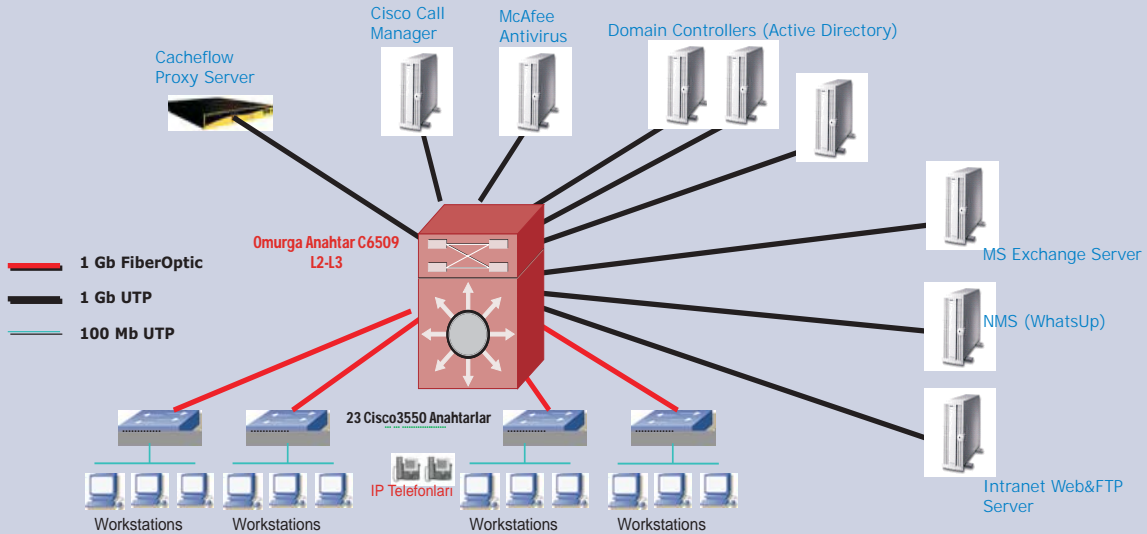 Cisco Call
Manager
McAfee
Antivirus
Domain Controllers (Active Directory)
Cacheflow
Proxy Server
Omurga Anahtar C6509
L2-L3
MS Exchange Server
1 Gb FiberOptic
1 Gb UTP
100 Mb UTP
NMS (WhatsUp)
23 Cisco3550 Anahtarlar
IP Telefonları
Intranet Web&FTP
Server
Workstations
Workstations
Workstations
Workstations